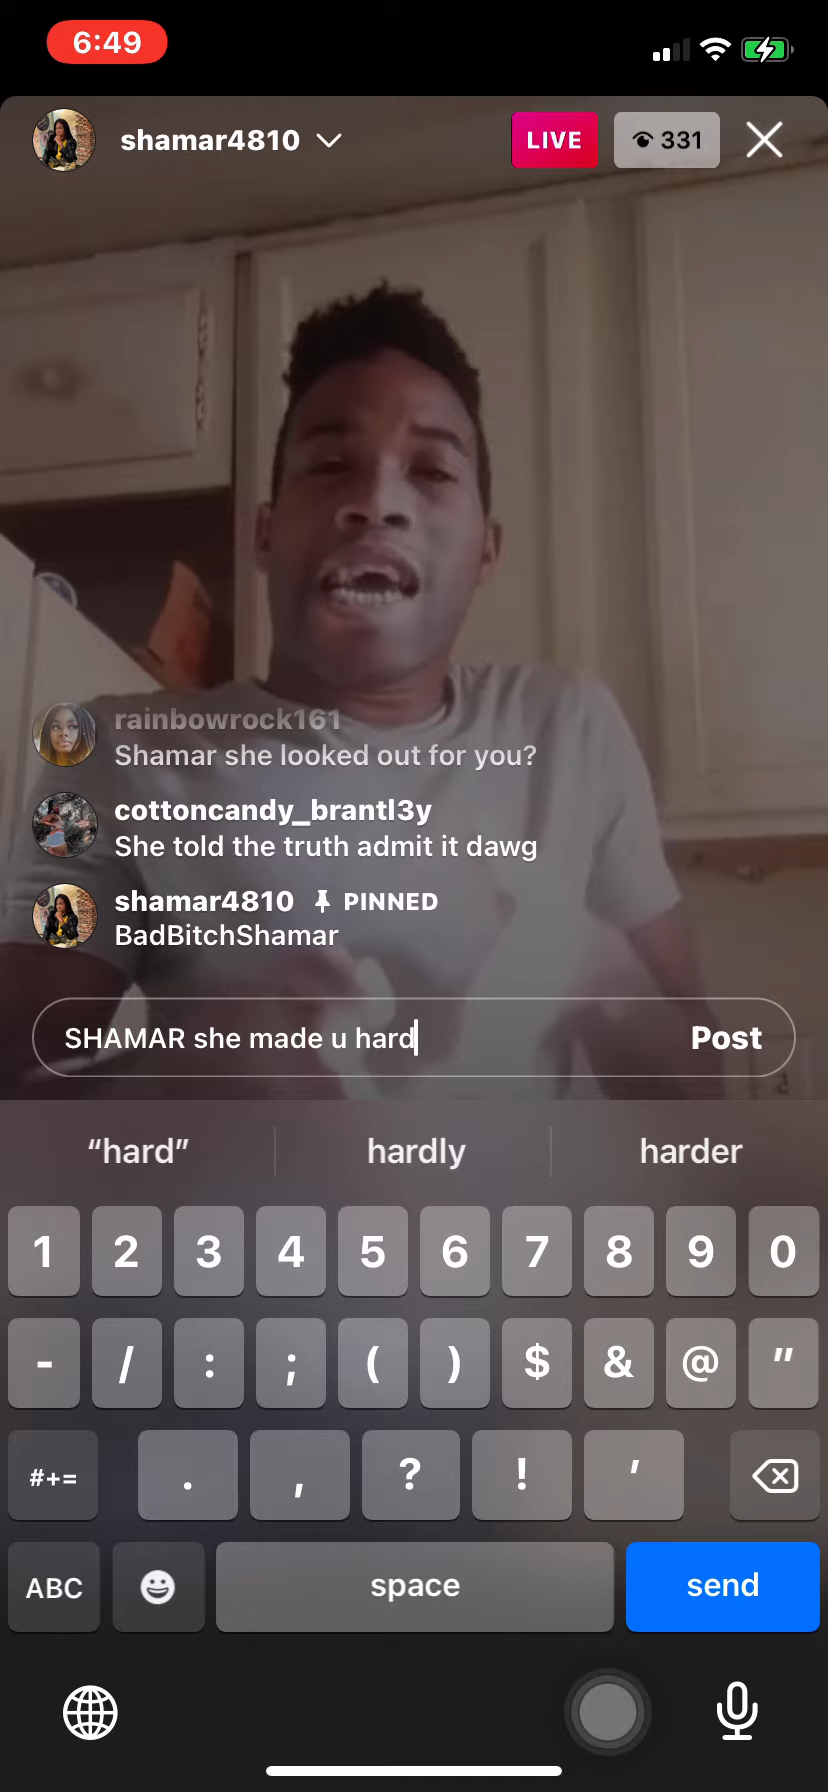 6:49
shamar4810
LIVE
331
rainbowrock161
Shamar she looked out for you?
cottoncandy_brantl3y
She told the truth admit it dawg
shamar4810 PINNED
BadBitchShamar
SHAMAR she made u hard
Post
“hard” hardly harder
1 2 3 4 5 6 7 8 9 0
- / : ; ( ) $ & @ "
#+= . , ? ! '
ABC space send